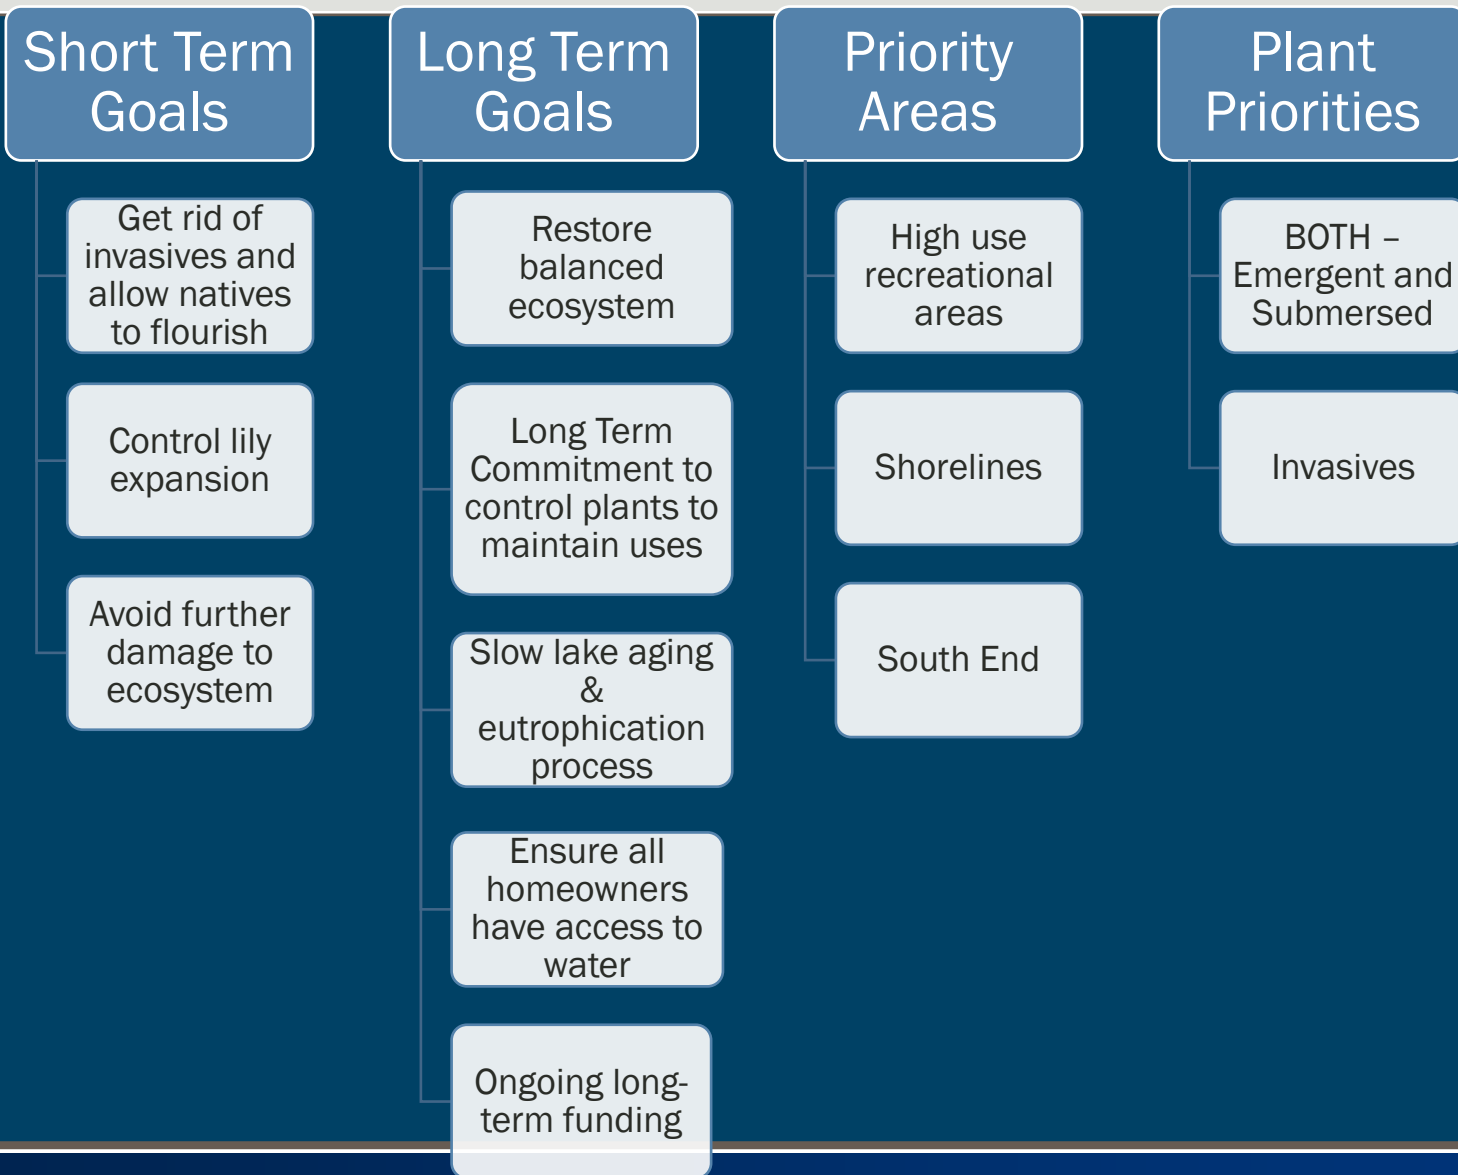 Short Term
Goals
Get rid of
invasives and
allow natives
to flourish
Control lily
expansion
Avoid further
damage to
ecosystem
Long Term
Goals
Restore
balanced
ecosystem
Long Term
Commitment to
control plants to
maintain uses
Slow lake aging
&
eutrophication
process
Ensure all
homeowners
have access to
water
Ongoing long-
term funding
Priority
Areas
High use
recreational
areas
Shorelines
South End
Plant
Priorities
BOTH –
Emergent and
Submersed
Invasives